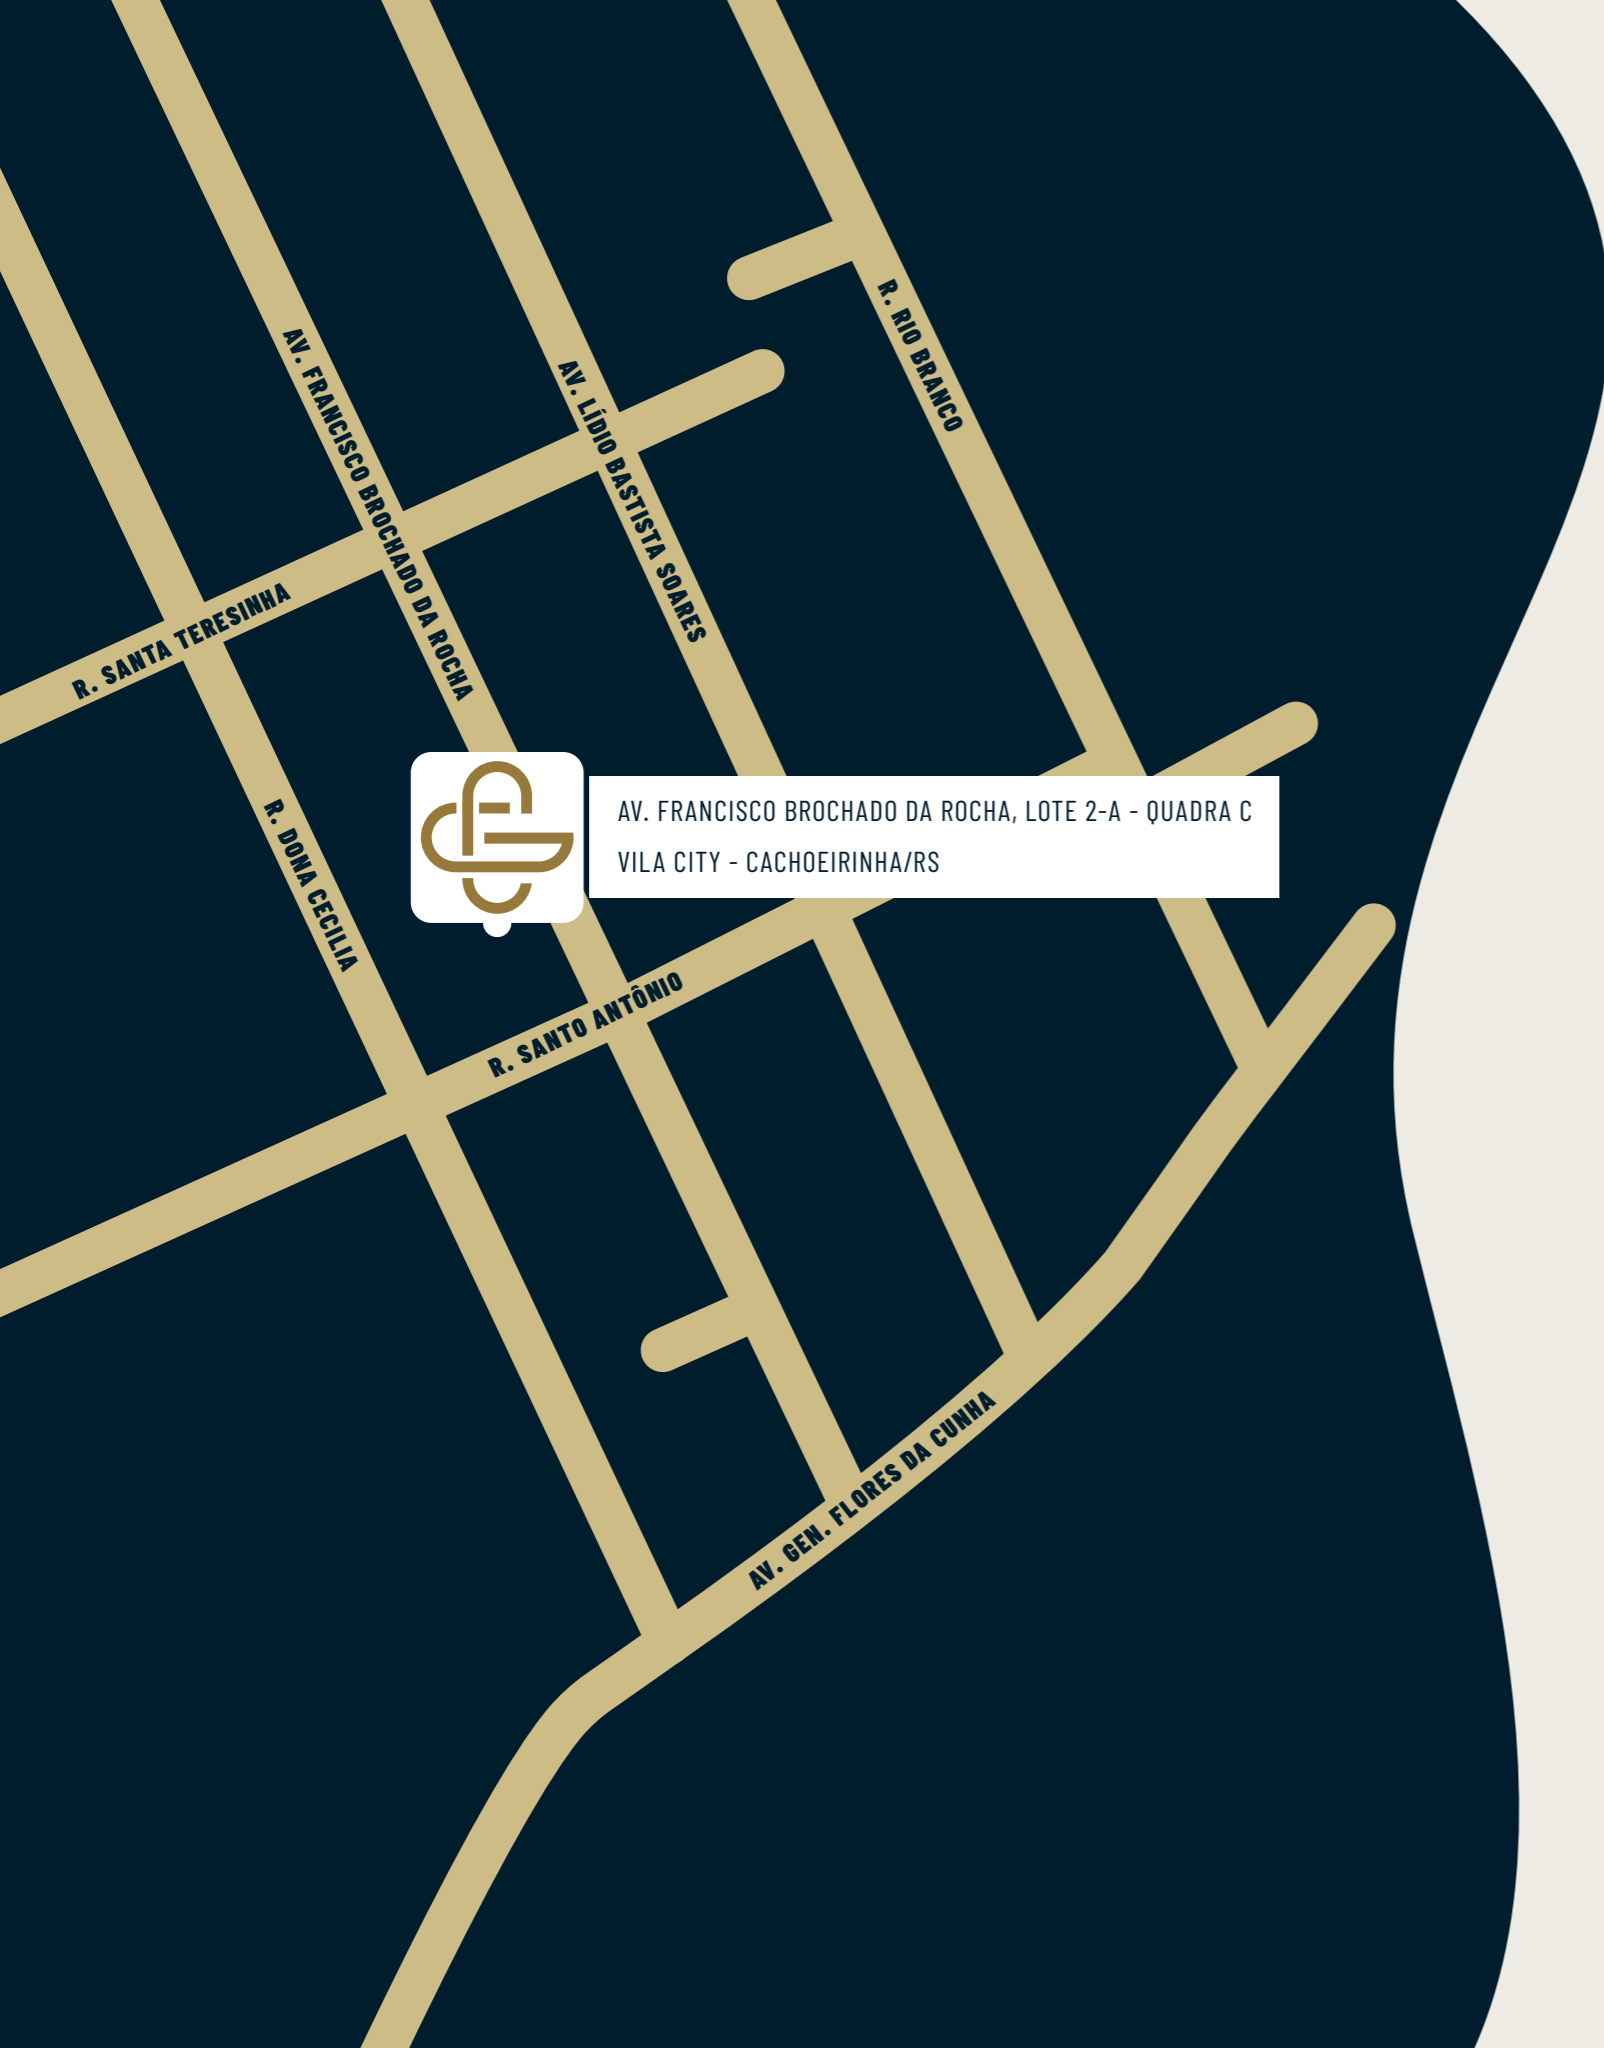 R. RIO BRANCO
AV. FRANCISCO BROCHADO DA ROCHA
AV. LÍDIO BASTISTA SOARES
R. SANTA TERESINHA
AV. FRANCISCO BROCHADO DA ROCHA, LOTE 2-A - QUADRA C
VILA CITY - CACHOEIRINHA/RS
R. DONA CECILIA
R. SANTO ANTÔNIO
AV. GEN. FLORES DA CUNHA